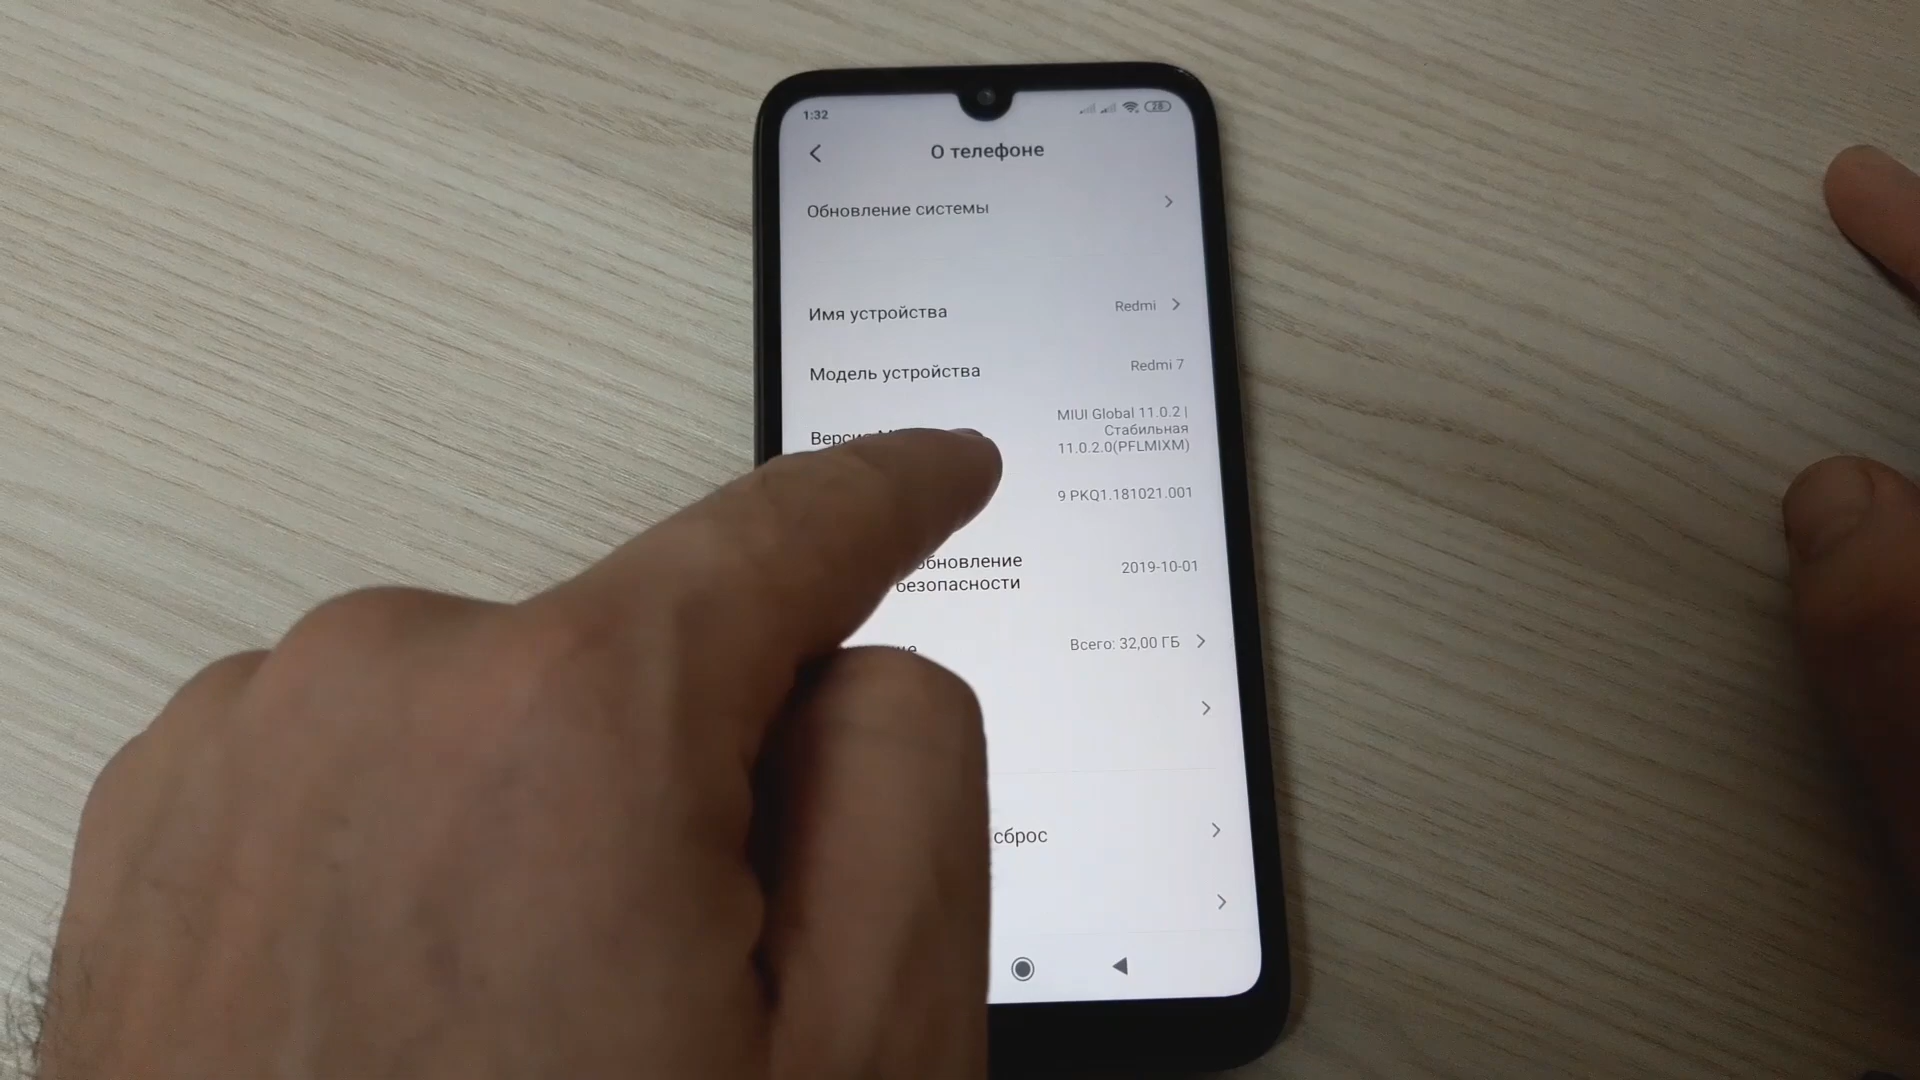 1:32
28
О телефоне
Обновление системы
Имя устройства
Redmi
Модель устройства
Redmi 7
MIUI Global 11.0.2 |
Стабильная
11.0.2.0(PFLMIXM)
9 PKQ1.181021.001
обновление
безопасности
2019-10-01
Всего: 32,00 ГБ
сброс